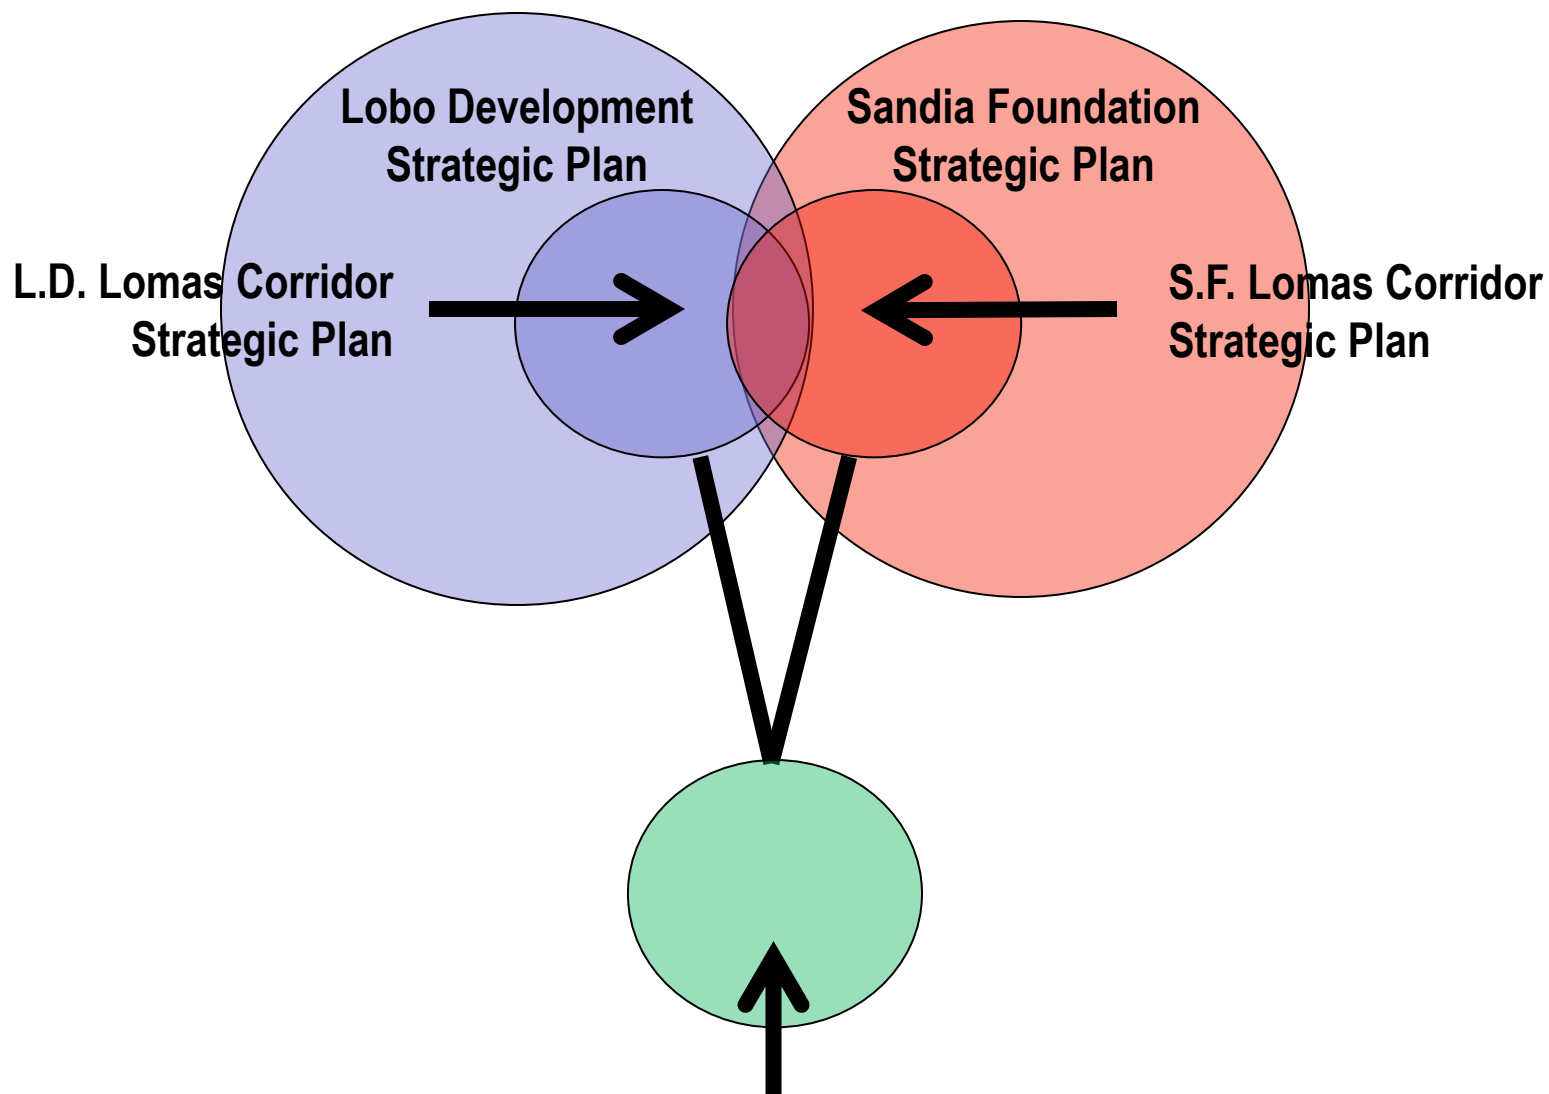 Lobo Development
Strategic Plan
Sandia Foundation
Strategic Plan
L.D. Lomas Corridor
Strategic Plan
S.F. Lomas Corridor
Strategic Plan